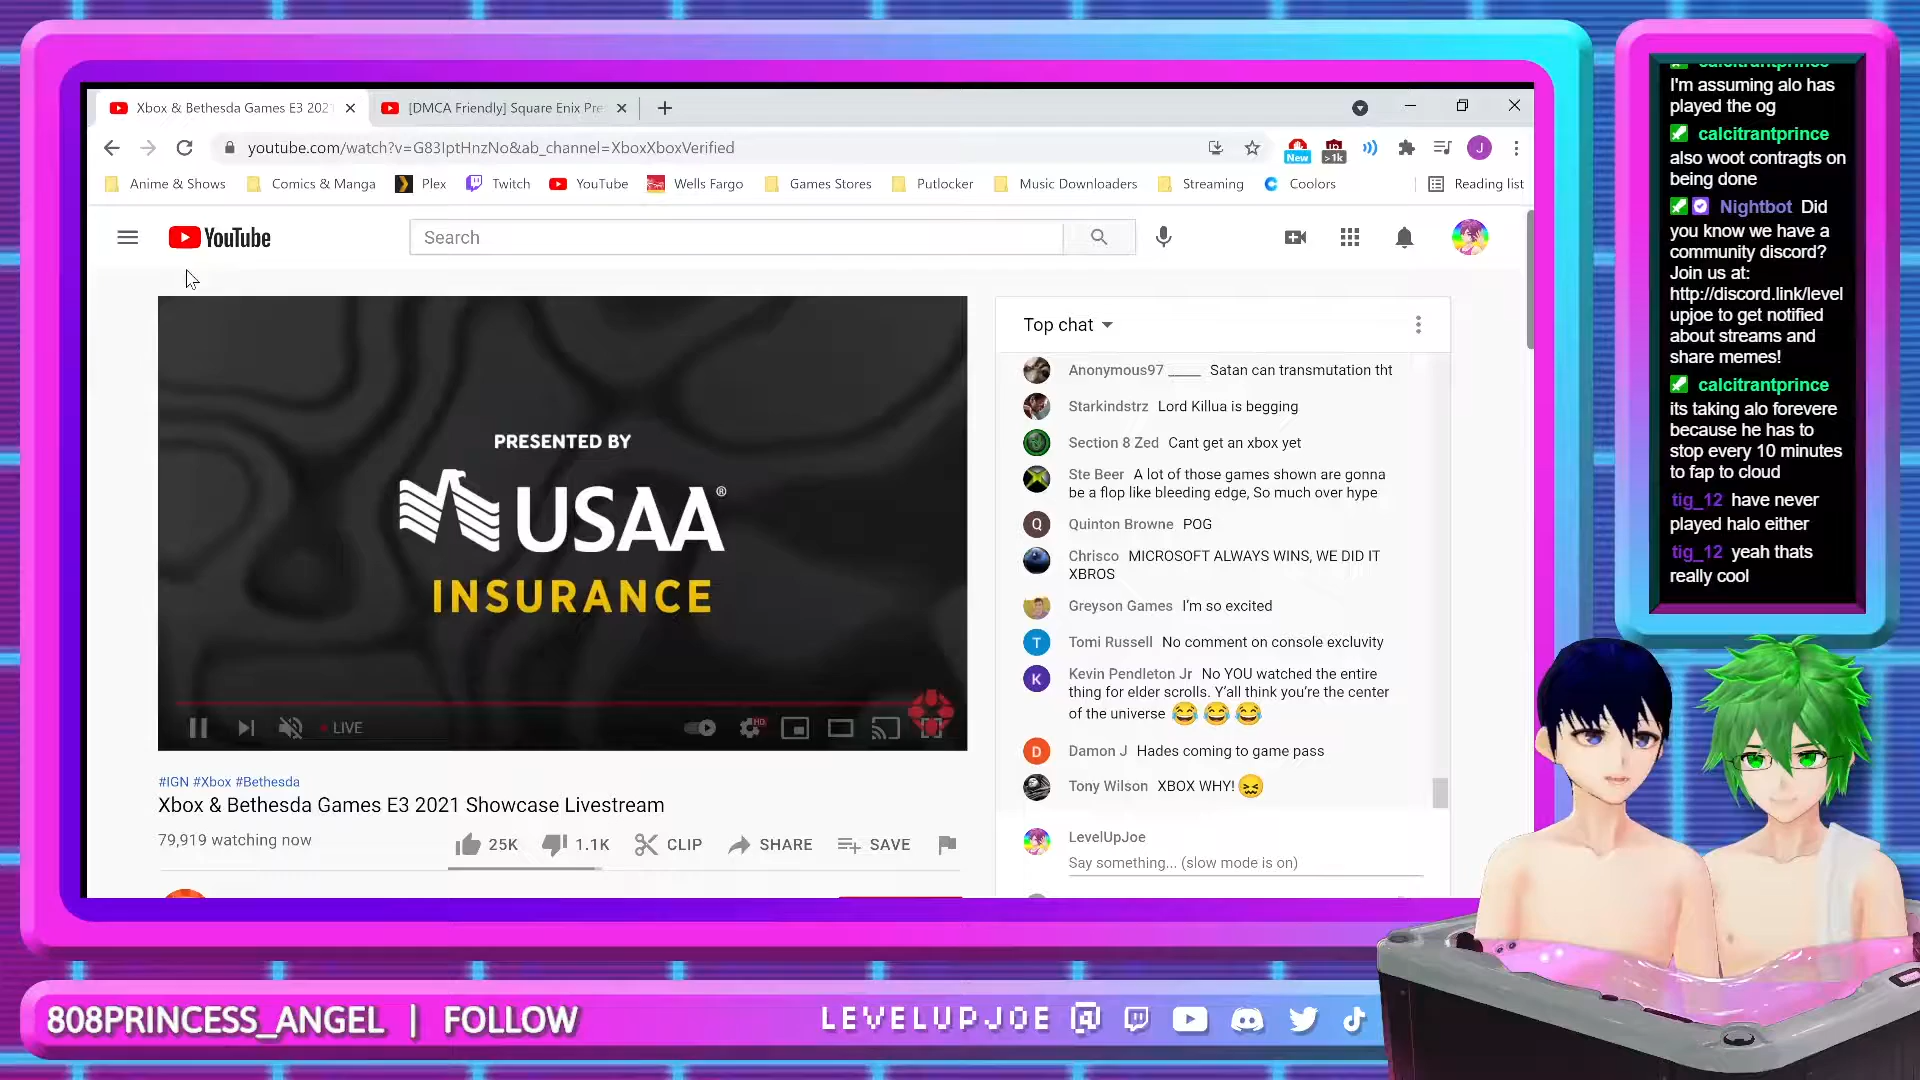 Xbox & Bethesda Games E3 202
[DMCA Friendly] Square Enix Pre
youtube.com/watch?v=G83IptHnzNo&ab_channel=XboxXboxVerified
New
>1k
J
Anime & Shows
Comics & Manga
Plex
Twitch
YouTube
Wells Fargo
Games Stores
Putlocker
Music Downloaders
Streaming
Coolors
Reading list
YouTube
Search
PRESENTED BY
USAA®
INSURANCE
LIVE
HD
#IGN #Xbox #Bethesda
Xbox & Bethesda Games E3 2021 Showcase Livestream
79,919 watching now
25K
1.1K
CLIP
SHARE
SAVE
Top chat
Anonymous97 _____ Satan can transmutation tht
Starkindstrz Lord Killua is begging
Section 8 Zed Cant get an xbox yet
Ste Beer A lot of those games shown are gonna
be a flop like bleeding edge, So much over hype
Q
Quinton Browne POG
Chrisco MICROSOFT ALWAYS WINS, WE DID IT
XBROS
Greyson Games I'm so excited
T
Tomi Russell No comment on console excluvity
K
Kevin Pendleton Jr No YOU watched the entire
thing for elder scrolls. Y'all think you're the center
of the universe 😂 😂 😂
D
Damon J Hades coming to game pass
Tony Wilson XBOX WHY! 😖
LevelUpJoe
Say something... (slow mode is on)
calcitrantprince
I'm assuming alo has
played the og
calcitrantprince
also woot contragts on
being done
Nightbot Did
you know we have a
community discord?
Join us at:
http://discord.link/level
upjoe to get notified
about streams and
share memes!
calcitrantprince
its taking alo forevere
because he has to
stop every 10 minutes
to fap to cloud
tig_12 have never
played halo either
tig_12 yeah thats
really cool
808PRINCESS_ANGEL | FOLLOW
LEVELUPJOE @